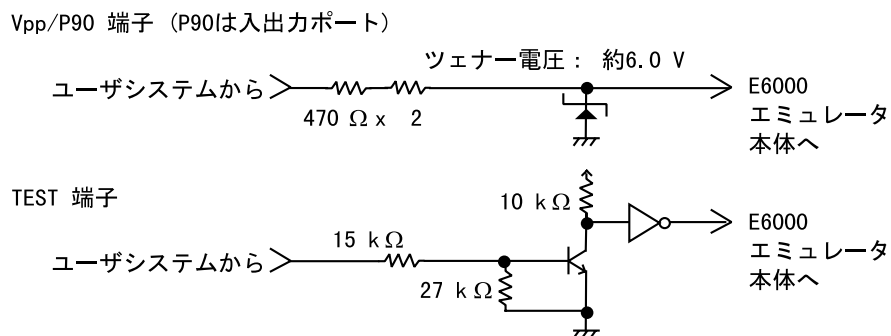 Vpp/P90 端子 (P90は入出力ポート)
ツェナー電圧: 約6.0 V
ユーザシステムから
470 Ω x 2
E6000
エミュレータ
本体へ
TEST 端子
10 kΩ
15 kΩ
ユーザシステムから
27 kΩ
E6000
エミュレータ
本体へ